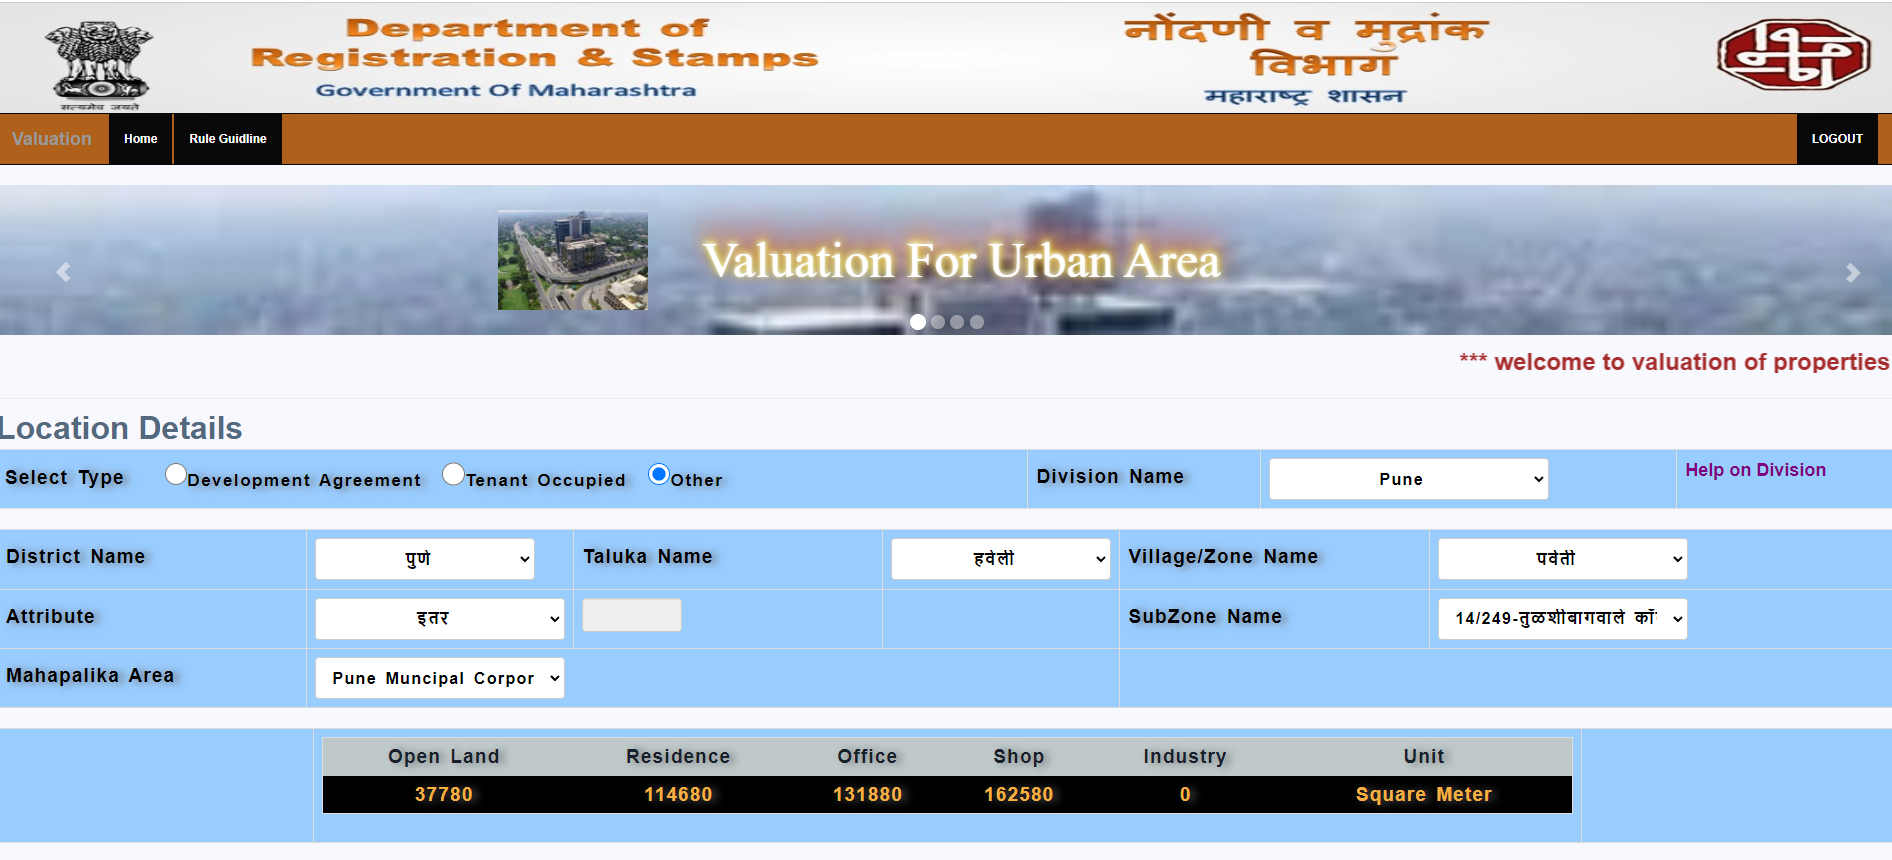 Department of
Registration & Stamps
Government Of Maharashtra
सत्यमेव जयते
नोंदणी व मुद्रांक
विभाग
महाराष्ट्र शासन
Valuation Home Rule Guidline LOGOUT
Valuation For Urban Area
*** welcome to valuation of properties
Location Details
Select Type Development Agreement Tenant Occupied Other Division Name Pune Help on Division
District Name पुणे Taluka Name हवेली Village/Zone Name पर्वती
Attribute इतर SubZone Name 14/249-तुळशीबागवाले
Mahapalika Area Pune Muncipal Corpor
Open Land Residence Office Shop Industry Unit
37780 114680 131880 162580 0 Square Meter